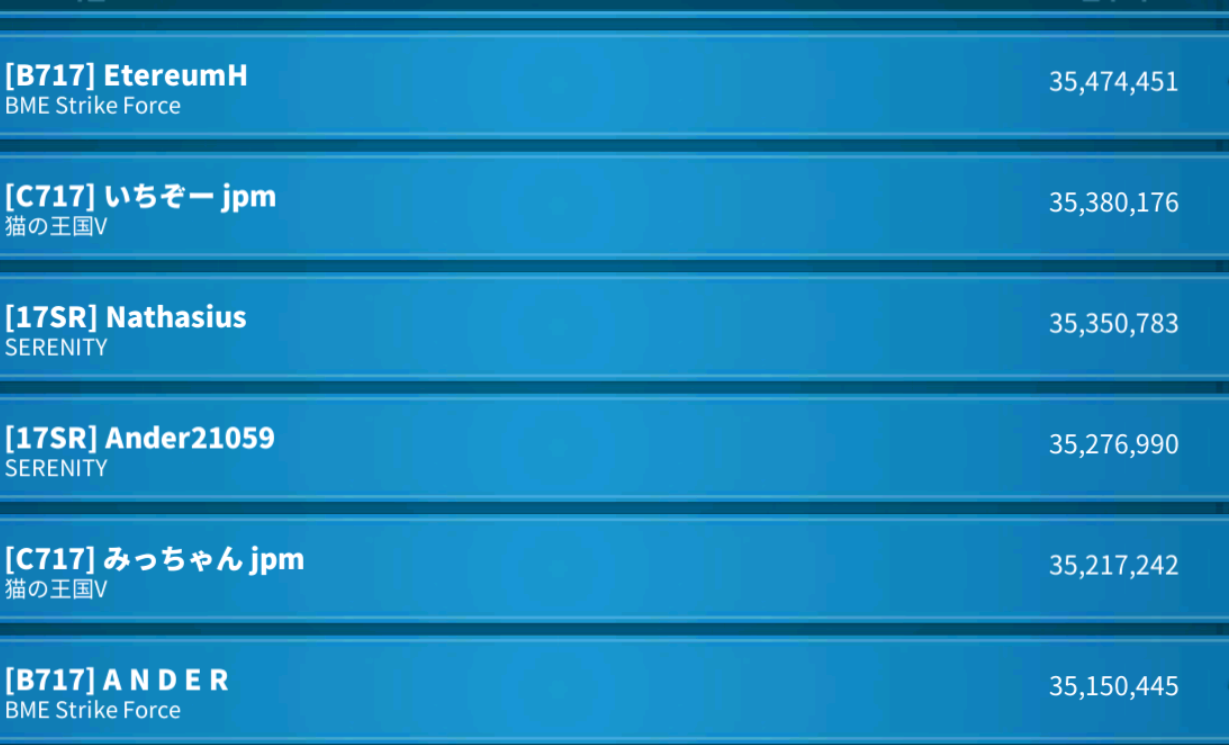 [B717] EtereumH
35,474,451
BME Strike Force
[C717] いちぞー jpm
35,380,176
猫の王国V
[17SR] Nathasius
35,350,783
SERENITY
[17SR] Ander21059
35,276,990
SERENITY
[C717] みっちゃん jpm
35,217,242
猫の王国V
[B717] A N D E R
35,150,445
BME Strike Force